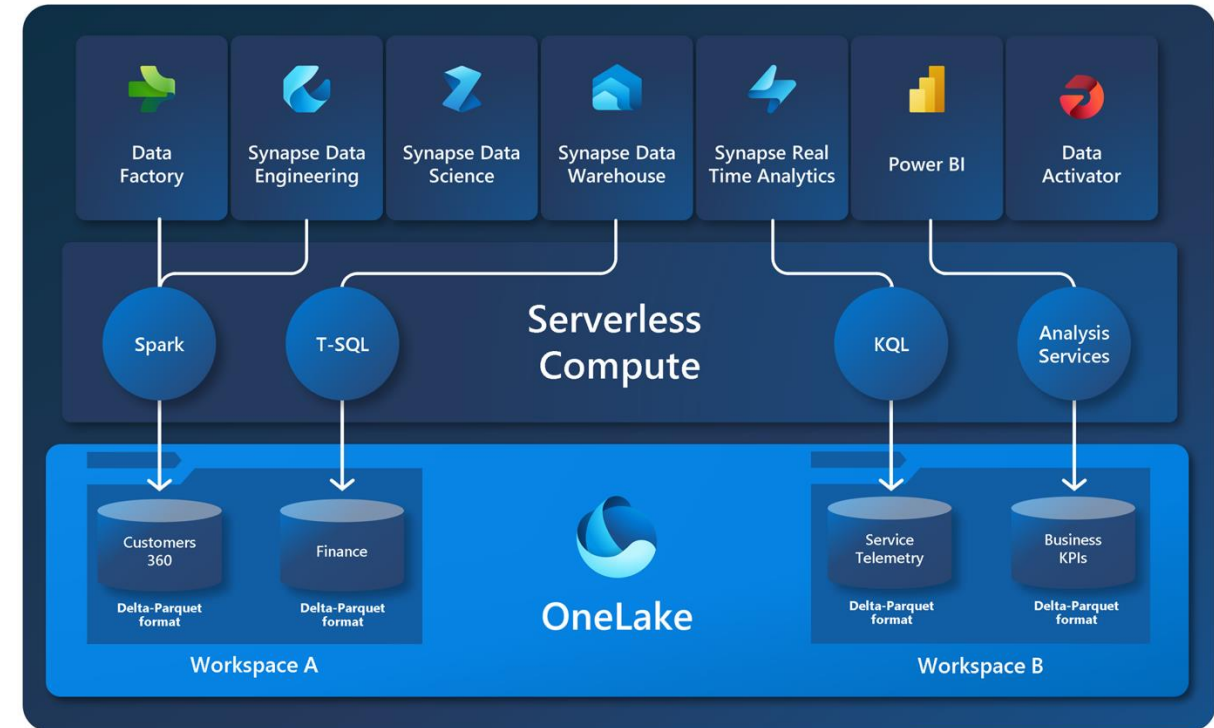 Data
Factory
Synapse Data
Engineering
Synapse Data
Science
Synapse Data
Warehouse
Synapse Real
Time Analytics
Power BI
Data
Activator
Serverless
Compute
Spark
T-SQL
KQL
Analysis
Services
Customers
360
Delta-Parquet
format
Finance
Delta-Parquet
format
Workspace A
OneLake
Service
Telemetry
Delta-Parquet
format
Business
KPIs
Delta-Parquet
format
Workspace B